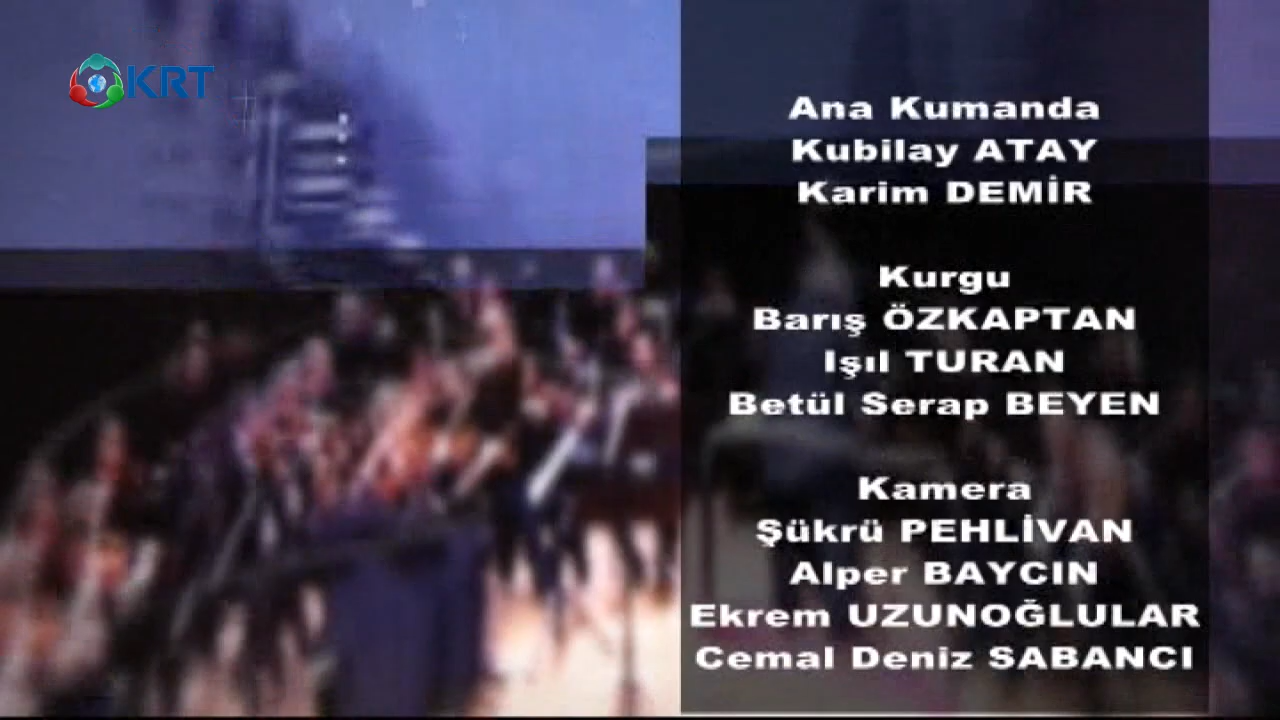 KRT
Ana Kumanda
Kubilay ATAY
Karim DEMİR
Kurgu
Barış ÖZKAPTAN
Işıl TURAN
Betül Serap BEYEN
Kamera
Şükrü PEHLİVAN
Alper BAYCIN
Ekrem UZUNOĞLULAR
Cemal Deniz SABANCI